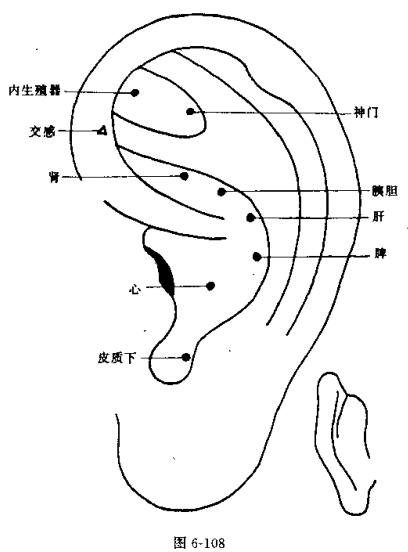 内生殖器
神门
交感
肾
胰胆
肝
脾
心
皮质下
图 6-108